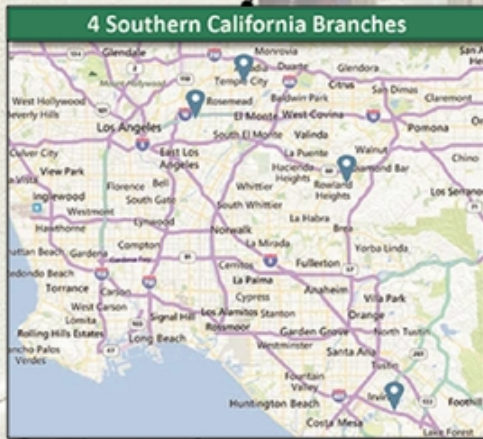 4 Southern California Branches
Glendale
Monrovia
Duarte
Glendora
Mount Hollywood
Temple City
Citrus
San Dimas
West Hollywood
Rosemead
Baldwin Park
Claremont
Beverly Hills
El Monte
West Covina
Los Angeles
South El Monte
Valinda
Pomona
Culver City
East Los
Angeles
La Puente
Walnut
Chino
View Park
Hacienda
Heights
Diamond Bar
Florence
Bell
Whittier
Rowland
Heights
Los Serranos
Inglewood
South Gate
Westmont
South Whittier
Lynwood
La Habra
Hawthorne
Norwalk
Brea
Compton
La Mirada
Yorba Linda
Gardena
Cerritos
Fullerton
Torrance
Carson
La Palma
Anaheim
Villa Park
West Carson
Cypress
Orange
Lomita
Signal Hill
Los Alamitos
Stanton
Rolling Hills Estates
Rossmoor
Garden Grove
North Tustin
Long Beach
Westminster
Verdes
Santa Ana
Tustin
Fountain
Valley
Irvine
Huntington Beach
Foothill
Costa Mesa
Lake Forest